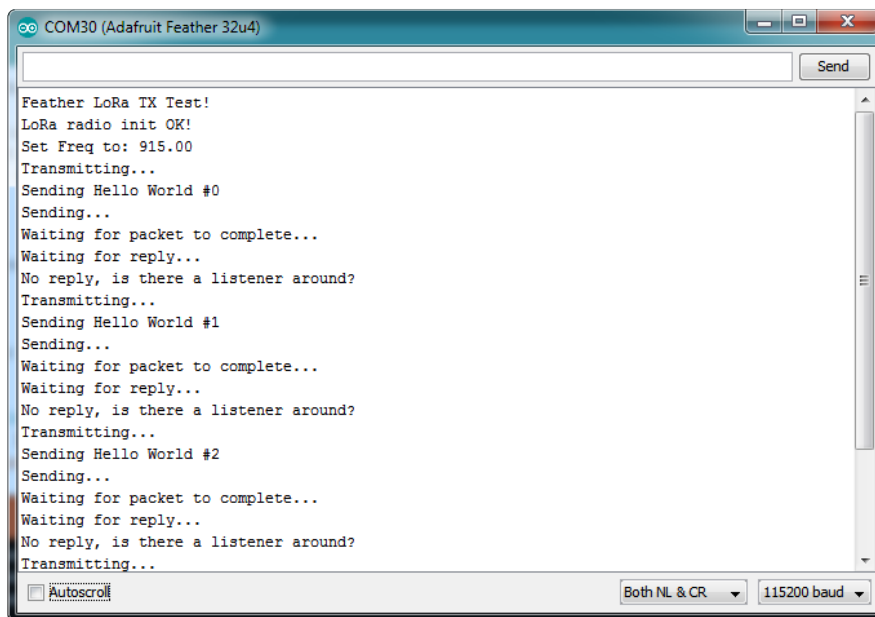 COM30 (Adafruit Feather 32u4)
Send
Feather LoRa TX Test!
LoRa radio init OK!
Set Freq to: 915.00
Transmitting...
Sending Hello World #0
Sending...
Waiting for packet to complete...
Waiting for reply...
No reply, is there a listener around?
Transmitting...
Sending Hello World #1
Sending...
Waiting for packet to complete...
Waiting for reply...
No reply, is there a listener around?
Transmitting...
Sending Hello World #2
Sending...
Waiting for packet to complete...
Waiting for reply...
No reply, is there a listener around?
Transmitting...
Autoscroll Both NL & CR 115200 baud